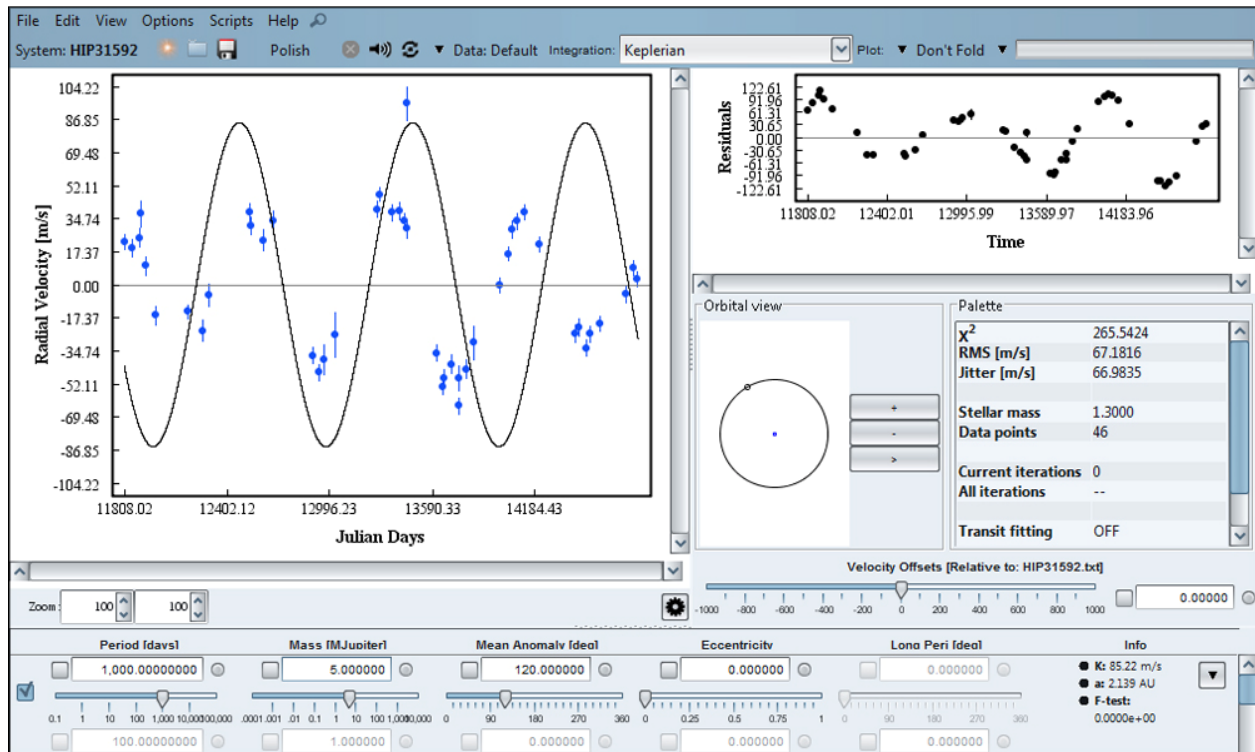 File Edit View Options Scripts Help
System: HIP31592 Polish Data: Default Integration: Keplerian Plot: Don't Fold
104.22
86.85
69.48
52.11
34.74
17.37
0.00
-17.37
-34.74
-52.11
-69.48
-86.85
-104.22
Radial Velocity [m/s]
11808.02 12402.12 12996.23 13590.33 14184.43
Julian Days
122.61
91.96
61.31
30.65
0.00
-30.65
-61.31
-91.96
-122.61
Residuals
11808.02 12402.01 12995.99 13589.97 14183.96
Time
Orbital view
+
-
>
Palette
X2 265.5424
RMS [m/s] 67.1816
Jitter [m/s] 66.9835
Stellar mass 1.3000
Data points 46
Current iterations 0
All iterations --
Transit fitting OFF
Velocity Offsets [Relative to: HIP31592.txt]
-1000 -800 -600 -400 -200 0 200 400 600 800 1000
0.00000
Zoom: 100 100
Period [days] Mass [MJupiter] Mean Anomaly [deg] Eccentricity Long Peri [deg] Info
1,000.00000000 5.000000 120.000000 0.000000 0.000000
K: 85.22 m/s
a: 2.139 AU
F-test:
0.0000e+00
0.1 1 10 100 1,000 10,000 100,000
.0001 .001 .01 0.1 1 10 100 1,000 10,000
0 90 180 270 360
0 0.25 0.5 0.75 1
0 90 180 270 360
100.00000000 1.000000 0.000000 0.000000 0.000000